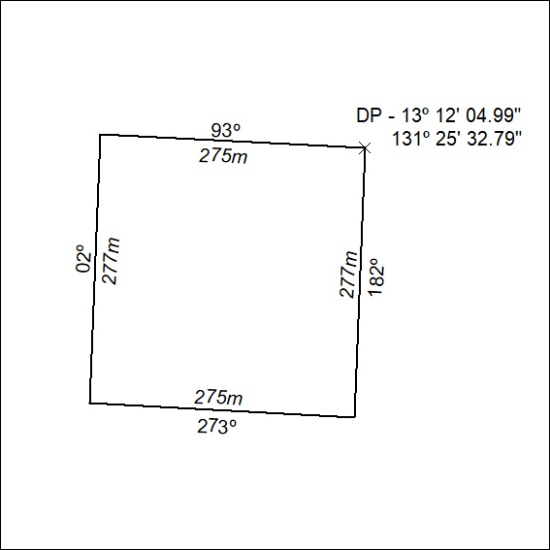 93º
DP - 13º 12' 04.99"
131º 25' 32.79"
275m
02º
277m
277m
182º
275m
273º